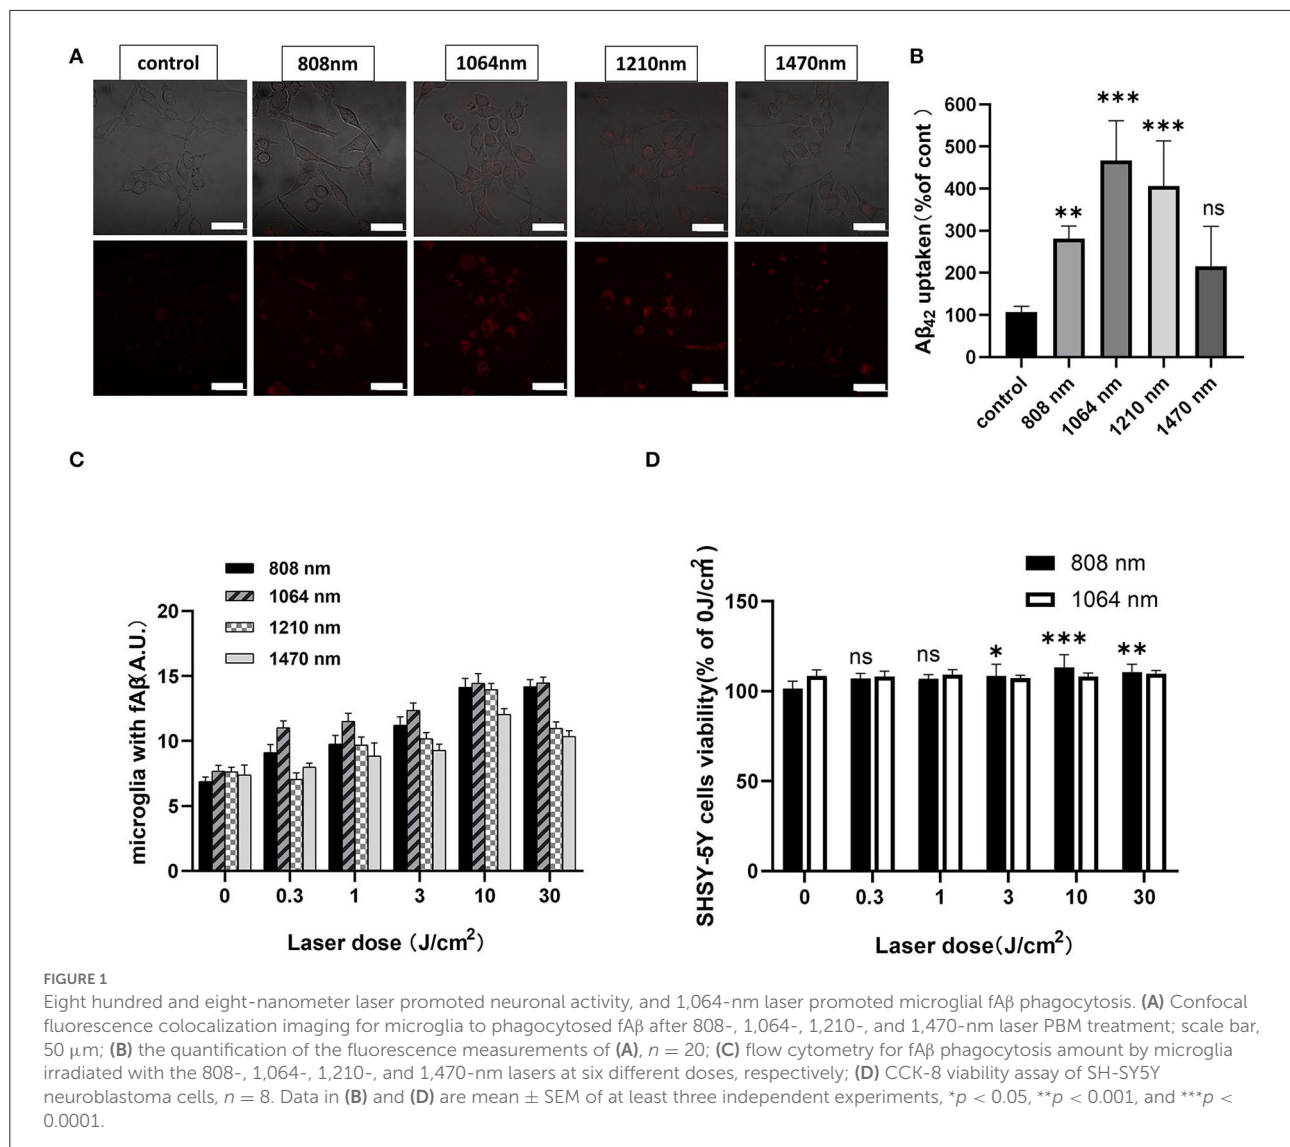 A
control
808nm
1064nm
1210nm
1470nm
B
Aβ42 uptaken(%of cont)
600
500
400
300
200
100
0
**
***
***
ns
control
808 nm
1064 nm
1210 nm
1470 nm
C
808 nm
1064 nm
1210 nm
1470 nm
microglia with fAβ(A.U.)
20
15
10
5
0
0 0.3 1 3 10 30
Laser dose (J/cm²)
D
808 nm
1064 nm
SHSY-5Y cells viability(% of 0J/cm²)
150
100
50
0
ns ns * *** **
0 0.3 1 3 10 30
Laser dose(J/cm²)
FIGURE 1
Eight hundred and eight-nanometer laser promoted neuronal activity, and 1,064-nm laser promoted microglial fAβ phagocytosis. (A) Confocal
fluorescence colocalization imaging for microglia to phagocytosed fAβ after 808-, 1,064-, 1,210-, and 1,470-nm laser PBM treatment; scale bar,
50 μm; (B) the quantification of the fluorescence measurements of (A), n = 20; (C) flow cytometry for fAβ phagocytosis amount by microglia
irradiated with the 808-, 1,064-, 1,210-, and 1,470-nm lasers at six different doses, respectively; (D) CCK-8 viability assay of SH-SY5Y
neuroblastoma cells, n = 8. Data in (B) and (D) are mean ± SEM of at least three independent experiments, *p < 0.05, **p < 0.001, and ***p <
0.0001.